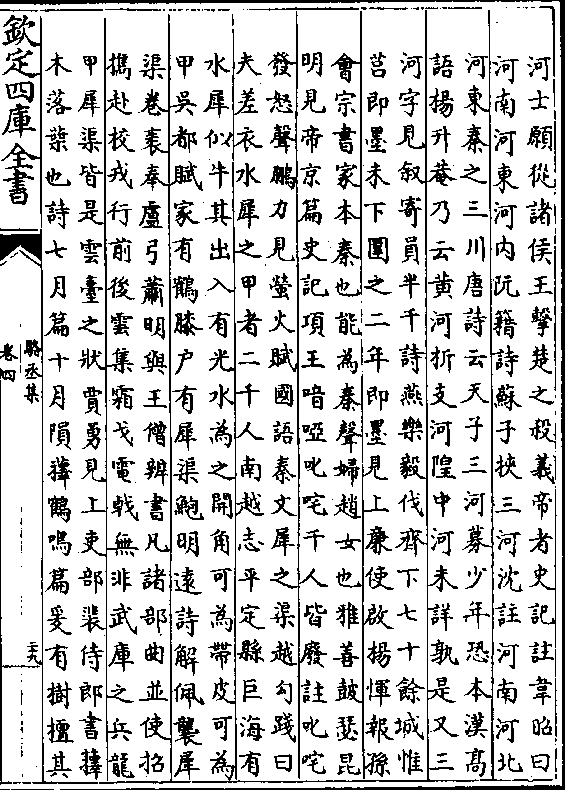 河士願從諸侯王擊楚之殺義帝者史記註韋昭曰
河南河東河内阮籍詩蘇子狹三河沈註河南河北
河東秦之三川唐詩云天子三河募少年恐本漢髙
語楊升菴乃云黄河折支河隍中河未詳孰是又三
河字見叙寄員半千詩燕樂毅伐齊下七十餘城惟
莒即墨未下圍之二年即墨見上亷使啟楊惲報孫
會宗書家本秦也能為秦聲婦趙女也雅善鼓瑟昆
明見帝京篇史記項王喑啞叱咤千人皆廢註叱咤
發怒聲鵬力見螢火賦國語秦文犀之渠越勾踐曰
夫差衣水犀之甲者二千人南越志平定縣巨海有
水犀似牛其出入有光水為之開角可為帶皮可為
甲吳都賦家有鶴膝户有犀渠鮑明逺詩解佩襲犀
渠卷袠奉盧弓蕭明與王僧辨書凡諸部曲並使招
擕赴校戎行前後雲集霜戈電㦸無非武庫之兵龍
甲犀渠皆是雲臺之狀賈勇見上吏部裴侍郎書蘀
木落葉也詩七月篇十月隕蘀鶴鳴篇爰有樹檀其
欽定四庫全書
駱丞集
卷四
三九